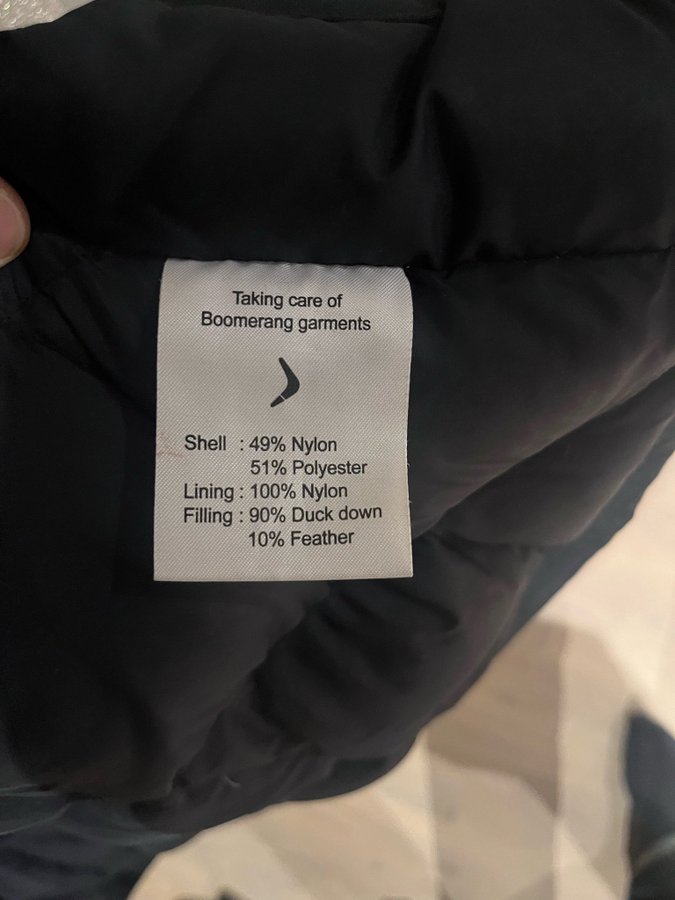 Taking care of
Boomerang garments
Shell : 49% Nylon
51% Polyester
Lining : 100% Nylon
Filling : 90% Duck down
10% Feather